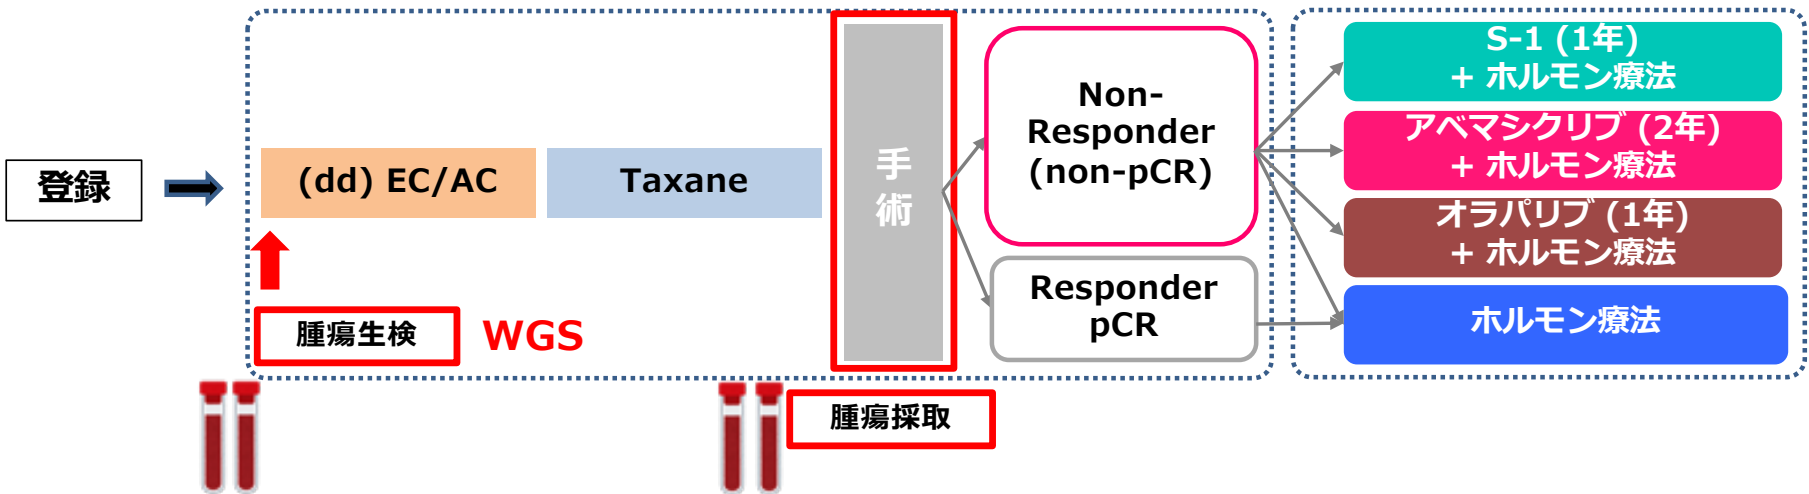 登録
(dd) EC/AC
Taxane
腫瘍生検
WGS
手
術
腫瘍採取
Non-
Responder
(non-pCR)
Responder
pCR
S-1 (1年)
+ ホルモン療法
アベマシクリブ (2年)
+ ホルモン療法
オラパリブ (1年)
+ ホルモン療法
ホルモン療法